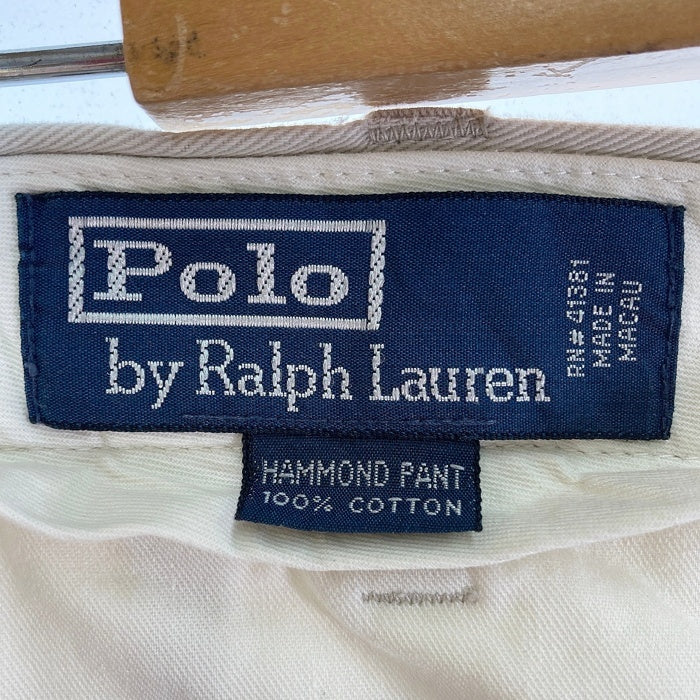 Polo
by Ralph Lauren
RN# 41381
MADE IN
MACAU
HAMMOND PANT
100% COTTON